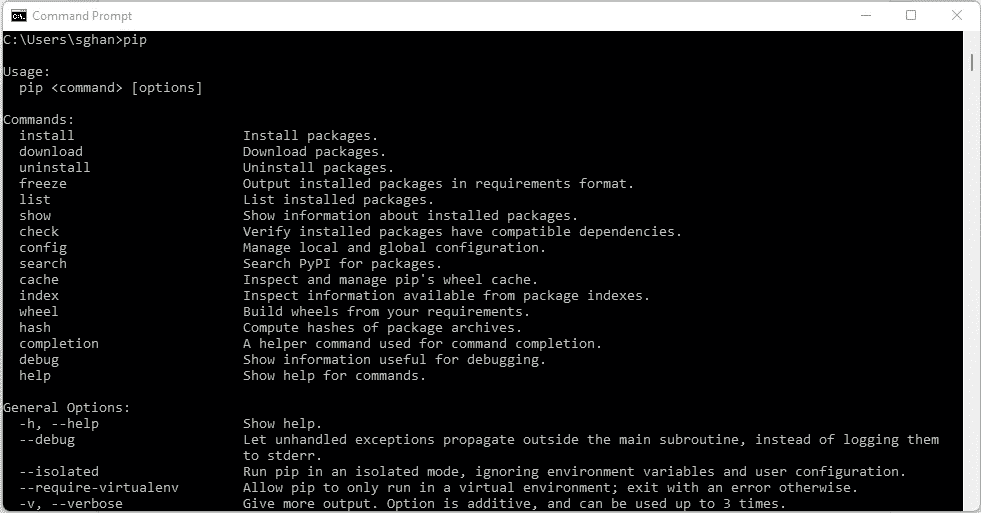 Command Prompt
C:\Users\sghan>pip
Usage:
pip <command> [options]
Commands:
install Install packages.
download Download packages.
uninstall Uninstall packages.
freeze Output installed packages in requirements format.
list List installed packages.
show Show information about installed packages.
check Verify installed packages have compatible dependencies.
config Manage local and global configuration.
search Search PyPI for packages.
cache Inspect and manage pip's wheel cache.
index Inspect information available from package indexes.
wheel Build wheels from your requirements.
hash Compute hashes of package archives.
completion A helper command used for command completion.
debug Show information useful for debugging.
help Show help for commands.
General Options:
-h, --help Show help.
--debug Let unhandled exceptions propagate outside the main subroutine, instead of logging them
to stderr.
--isolated Run pip in an isolated mode, ignoring environment variables and user configuration.
--require-virtualenv Allow pip to only run in a virtual environment; exit with an error otherwise.
-v, --verbose Give more output. Option is additive, and can be used up to 3 times.